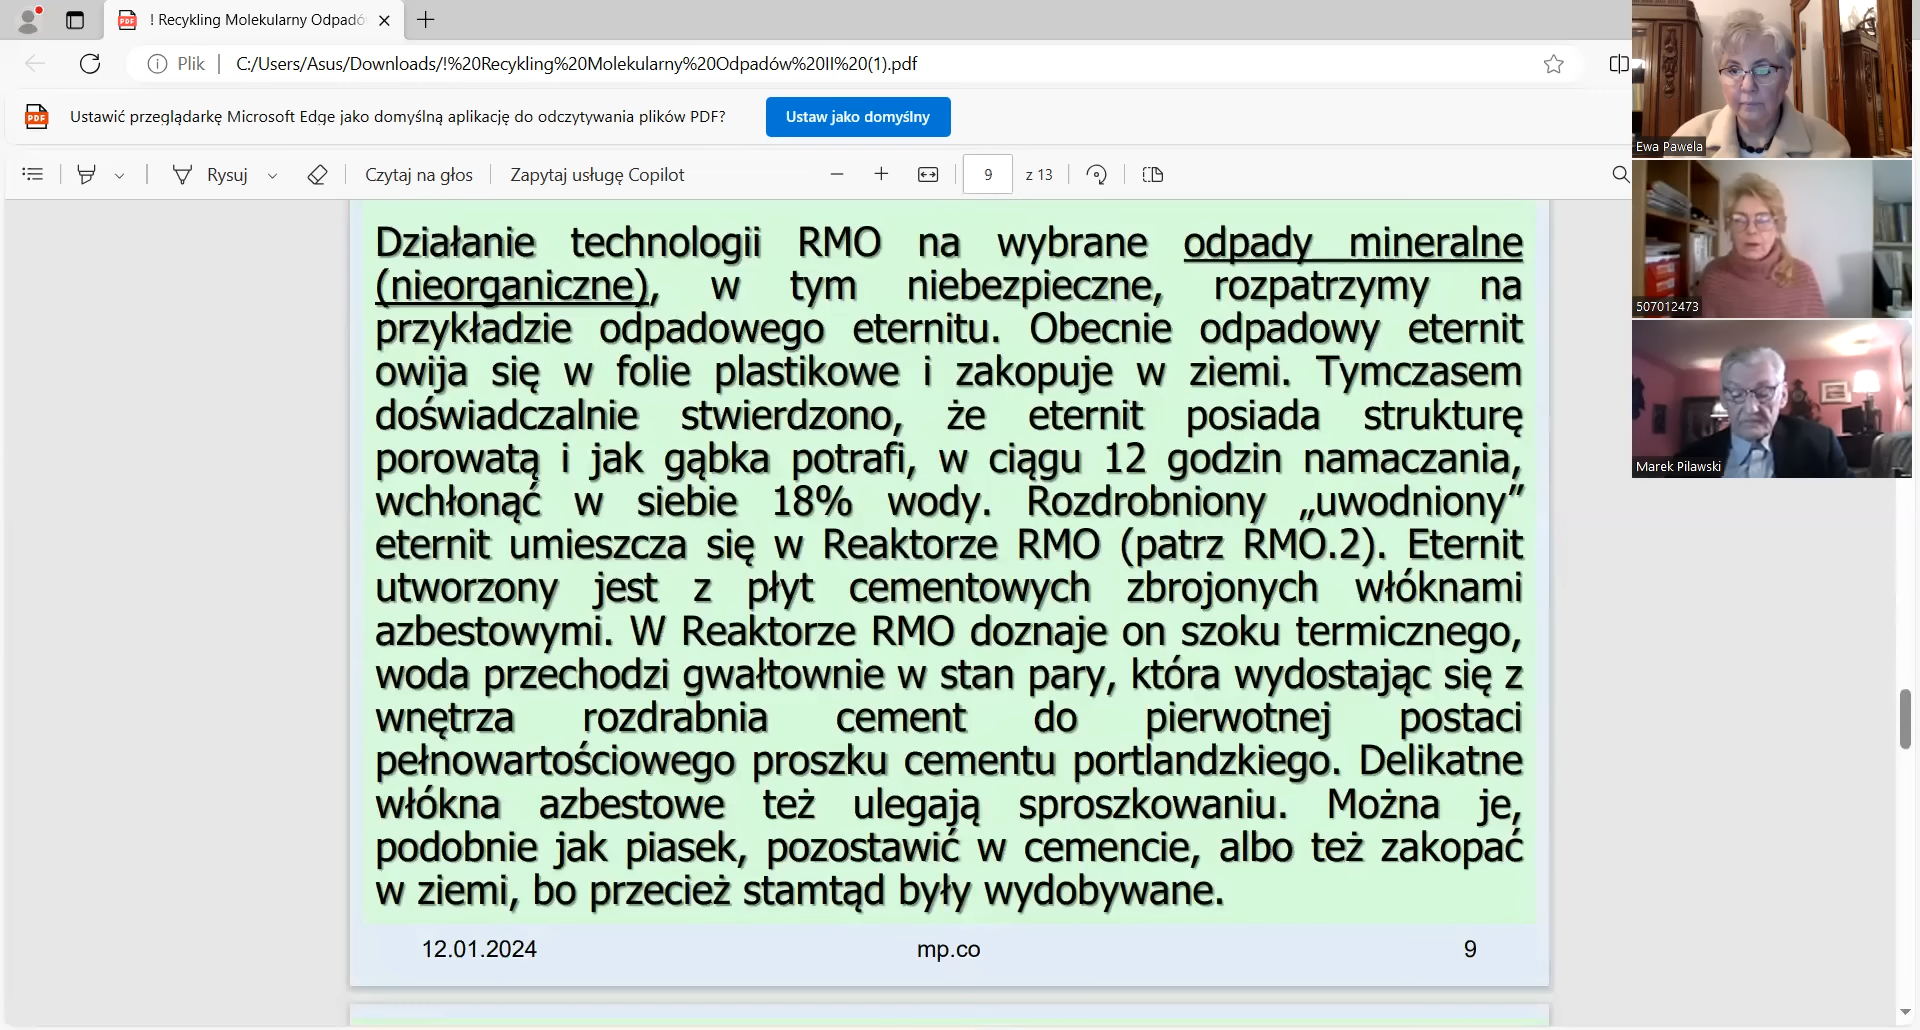 ! Recykling Molekularny Odpadó
Plik
C:/Users/Asus/Downloads/!%20Recykling%20Molekularny%20Odpadów%20II%20(1).pdf
PDF
Ustawić przeglądarkę Microsoft Edge jako domyślną aplikację do odczytywania plików PDF?
Ustaw jako domyślny
Rysuj
Czytaj na głos
Zapytaj usługę Copilot
9 z 13
Działanie technologii RMO na wybrane odpady mineralne
(nieorganiczne), w tym niebezpieczne, rozpatrzymy na
przykładzie odpadowego eternitu. Obecnie odpadowy eternit
owija się w folie plastikowe i zakopuje w ziemi. Tymczasem
doświadczalnie stwierdzono, że eternit posiada strukturę
porowatą i jak gąbka potrafi, w ciągu 12 godzin namaczania,
wchłonąć w siebie 18% wody. Rozdrobniony „uwodniony”
eternit umieszcza się w Reaktorze RMO (patrz RMO.2). Eternit
utworzony jest z płyt cementowych zbrojonych włóknami
azbestowymi. W Reaktorze RMO doznaje on szoku termicznego,
woda przechodzi gwałtownie w stan pary, która wydostając się z
wnętrza rozdrabnia cement do pierwotnej postaci
pełnowartościowego proszku cementu portlandzkiego. Delikatne
włókna azbestowe też ulegają sproszkowaniu. Można je,
podobnie jak piasek, pozostawić w cemencie, albo też zakopać
w ziemi, bo przecież stamtąd były wydobywane.
12.01.2024
mp.co
9
Ewa Pawela
507012473
Marek Pilawski